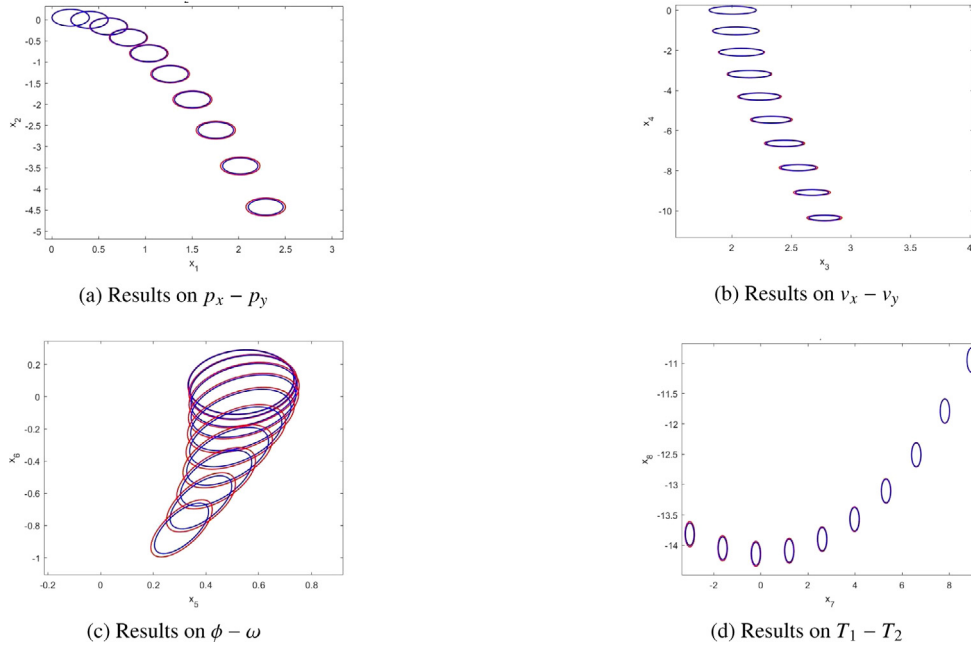 0.5
0
-0.5
-1
-1.5
-2
-2.5
-3
-3.5
-4
-4.5
-5
x₂
0 0.5 1 1.5 2 2.5 3
x₁
(a) Results on pₓ − p_y
0
-2
-4
-6
-8
-10
x₄
2 2.5 3 3.5 4
x₃
(b) Results on vₓ − v_y
0.2
0
-0.2
-0.4
-0.6
-0.8
-1
x₆
-0.2 0 0.2 0.4 0.6 0.8
x₅
(c) Results on ϕ − ω
-11
-11.5
-12
-12.5
-13
-13.5
-14
x₈
-2 0 2 4 6 8
x₇
(d) Results on T₁ − T₂